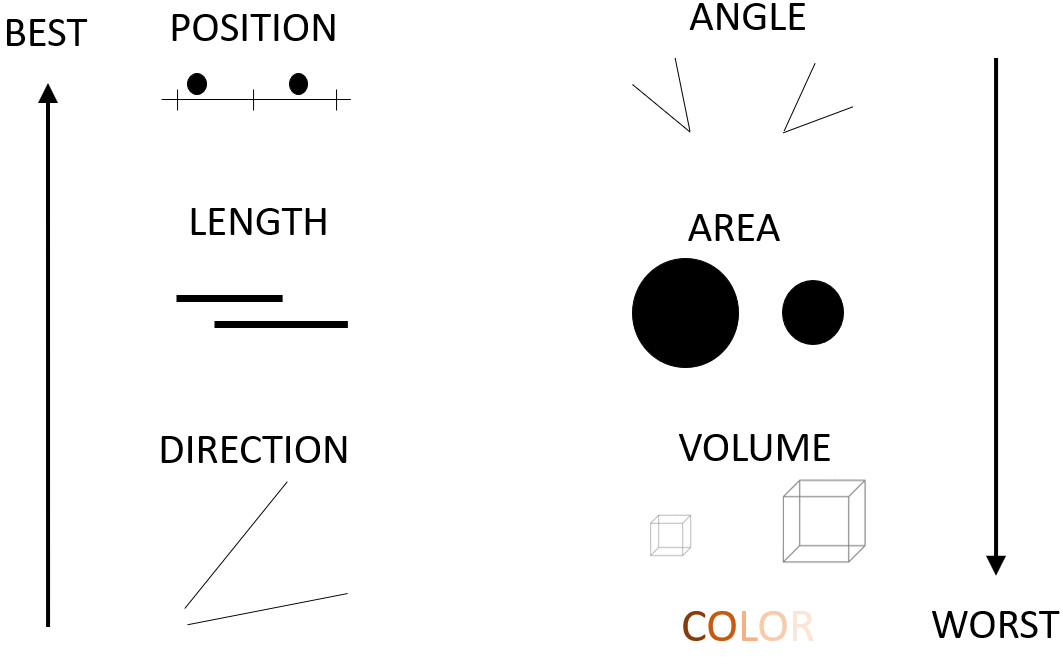 BEST
POSITION
LENGTH
DIRECTION
ANGLE
AREA
VOLUME
COLOR
WORST